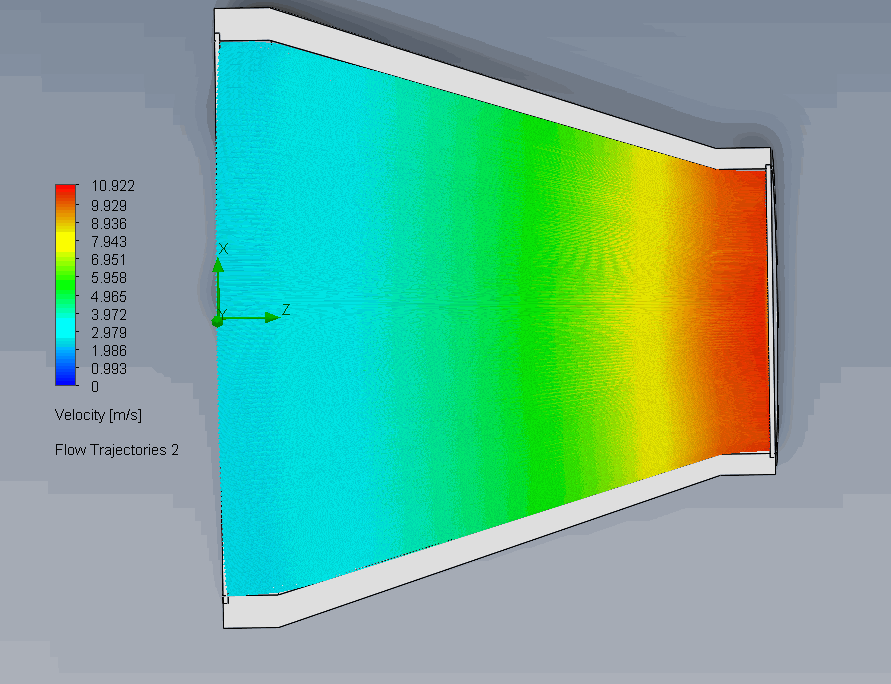 10.922
9.929
8.936
7.943
6.951
5.958
4.965
3.972
2.979
1.986
0.993
0
Velocity [m/s]
Flow Trajectories 2
X
Y
Z